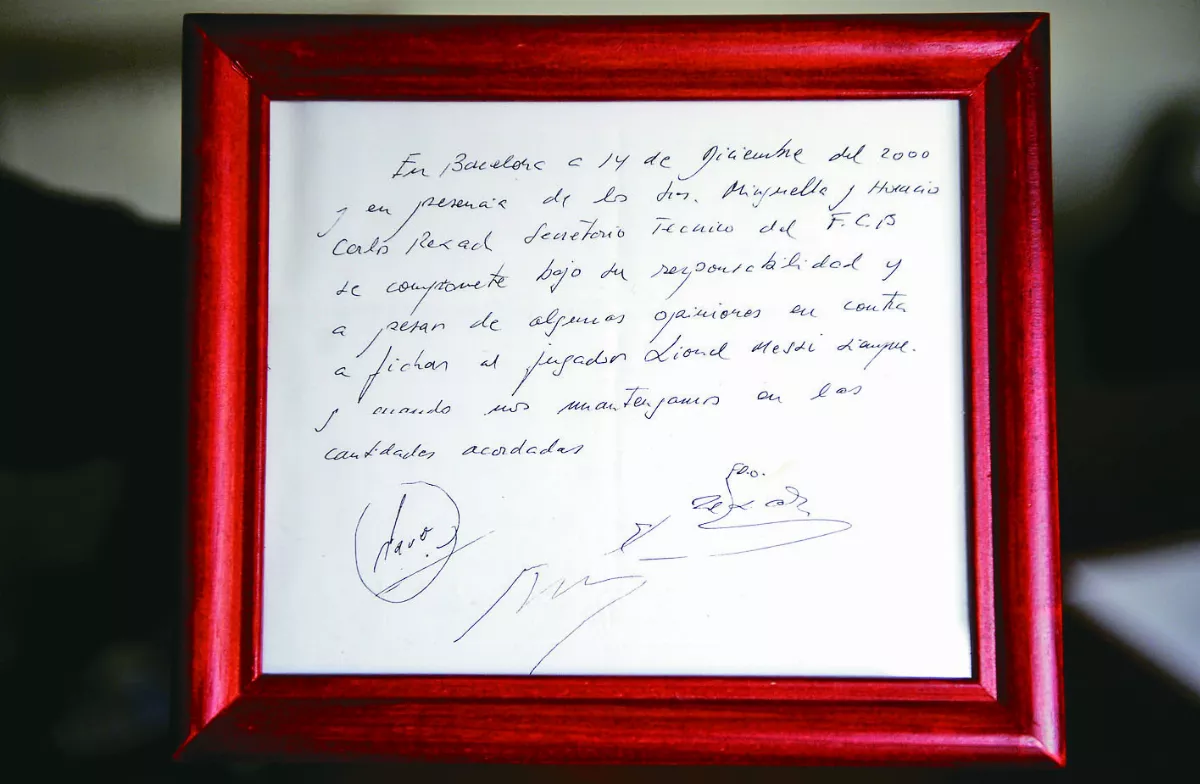 En Barcelona a 14 de Diciembre del 2000
y en presencia de los Srs. Minguella y Horacio
Carlos Rexach Secretario Tecnico del F.C.B
se compromete bajo su responsabilidad y
a pesar de algunas opiniones en contra
a fichar al jugador Lionel Messi siempre.
y cuando nos mantengamos en las
cantidades acordadas
Fdo.
Rexach